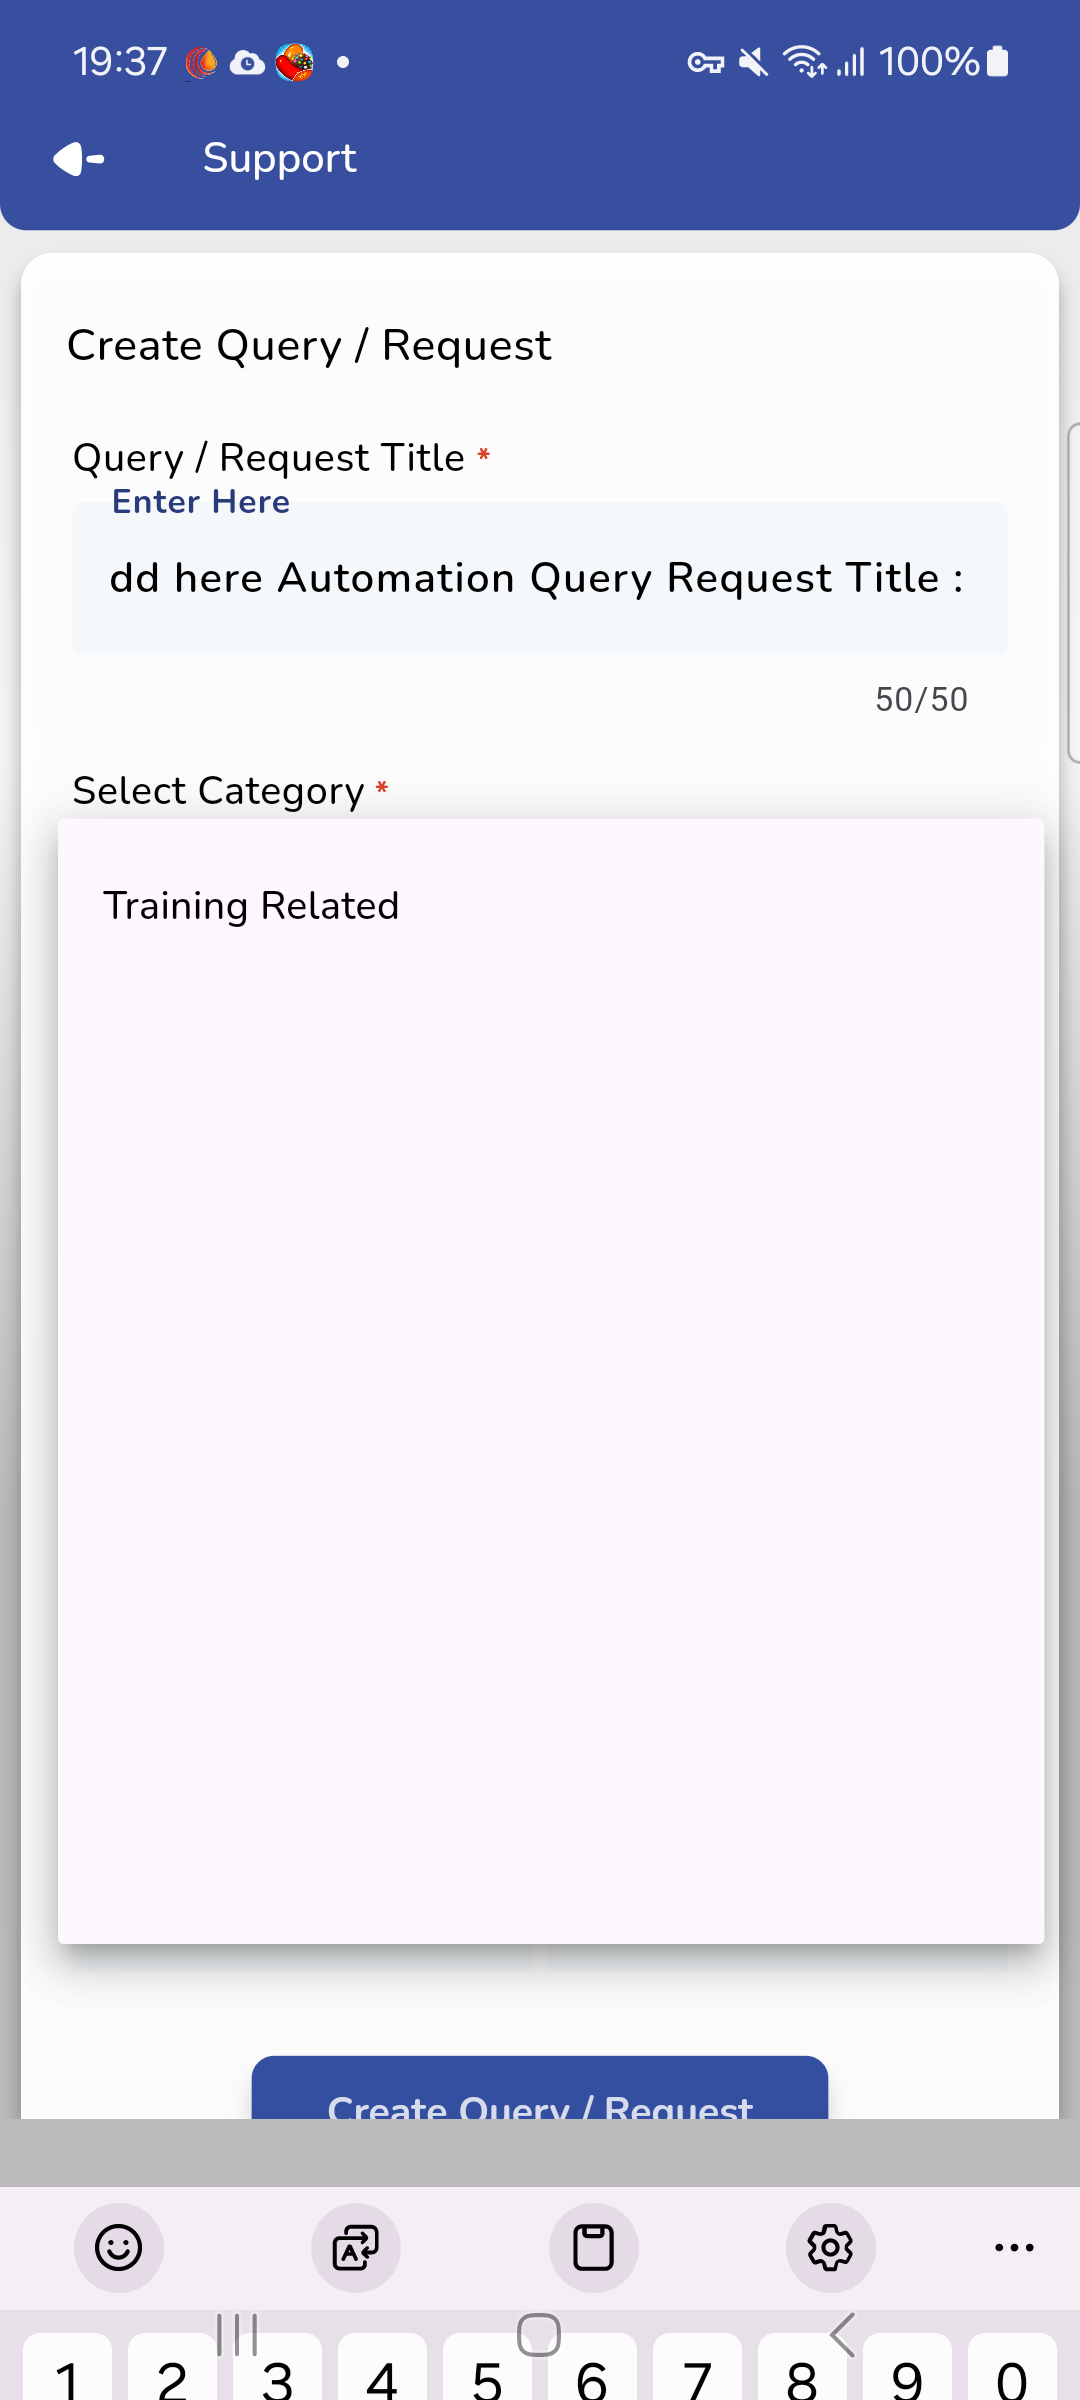 19:37
100%
Support
Create Query / Request
Query / Request Title *
Enter Here
dd here Automation Query Request Title :
50/50
Select Category *
Training Related
Create Query / Request
1 2 3 4 5 6 7 8 9 0